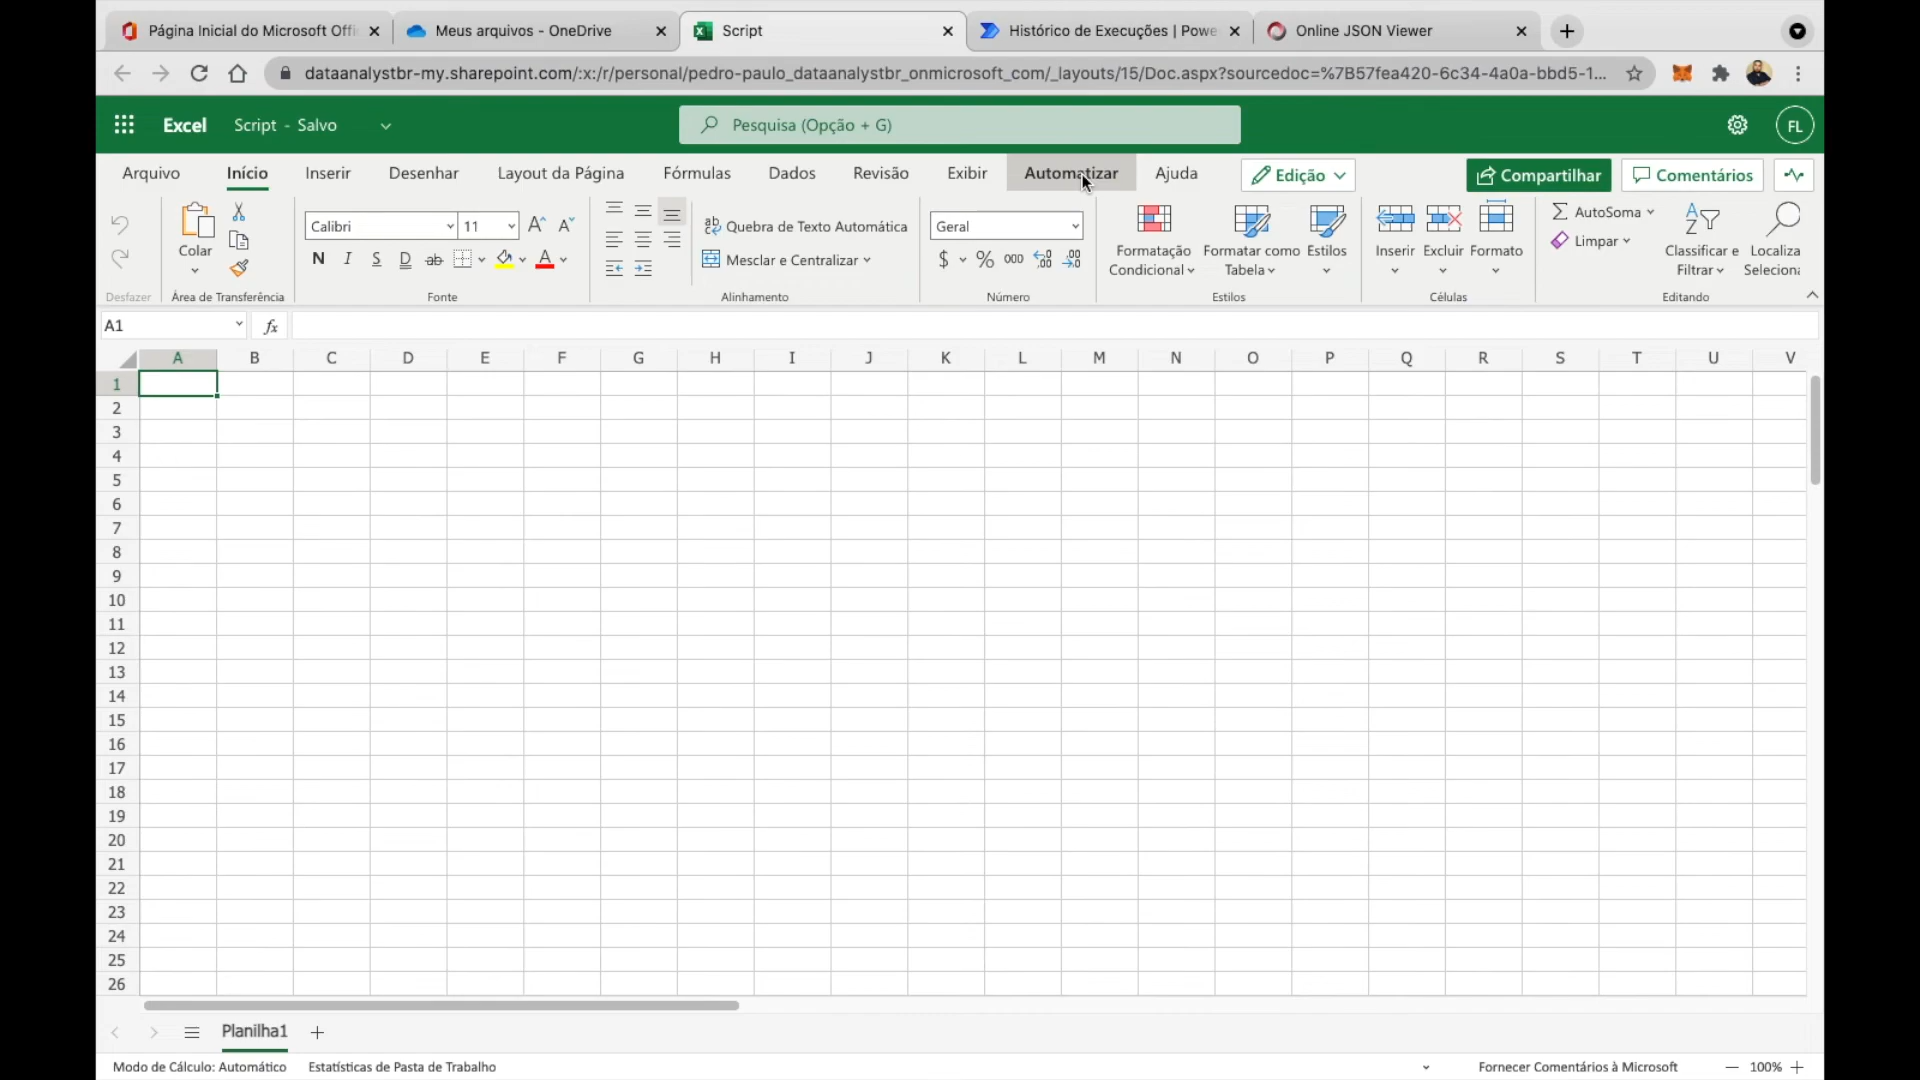 Página Inicial do Microsoft Offi
Meus arquivos - OneDrive
Script
Histórico de Execuções | Powe
Online JSON Viewer
dataanalystbr-my.sharepoint.com/:x:/r/personal/pedro-paulo_dataanalystbr_onmicrosoft_com/_layouts/15/Doc.aspx?sourcedoc=%7B57fea420-6c34-4a0a-bbd5-1...
Excel Script - Salvo
Pesquisa (Opção + G)
FL
Arquivo Início Inserir Desenhar Layout da Página Fórmulas Dados Revisão Exibir Automatizar Ajuda Edição Compartilhar Comentários
Colar
Calibri 11
Quebra de Texto Automática
Mesclar e Centralizar
N I S D ab
Geral
$ % 000
Formatação Condicional
Formatar como Tabela
Estilos
Inserir Excluir Formato
AutoSoma
Limpar
Classificar e Filtrar
Localiza
Seleciona
Desfazer Área de Transferência Fonte Alinhamento Número Estilos Células Editando
A1 fx
A B C D E F G H I J K L M N O P Q R S T U V
1
2
3
4
5
6
7
8
9
10
11
12
13
14
15
16
17
18
19
20
21
22
23
24
25
26
Planilha1
Modo de Cálculo: Automático Estatísticas de Pasta de Trabalho Fornecer Comentários à Microsoft 100%